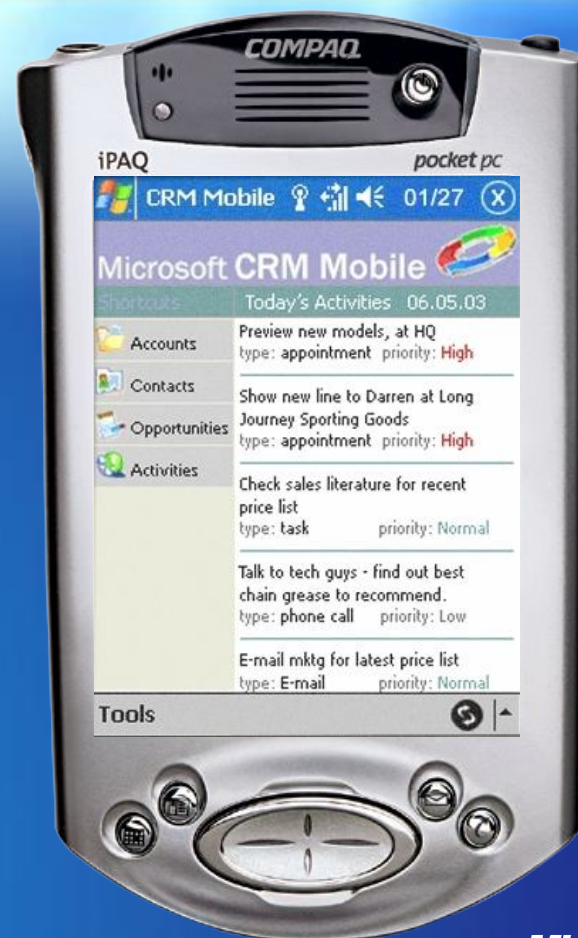 COMPAQ
iPAQ pocket pc
CRM Mobile 01/27 X
Microsoft CRM Mobile
Shortcuts Today's Activities 06.05.03
Accounts
Contacts
Opportunities
Activities
Preview new models, at HQ
type: appointment priority: High
Show new line to Darren at Long
Journey Sporting Goods
type: appointment priority: High
Check sales literature for recent
price list
type: task priority: Normal
Talk to tech guys - find out best
chain grease to recommend.
type: phone call priority: Low
E-mail mktg for latest price list
type: E-mail priority: Normal
Tools